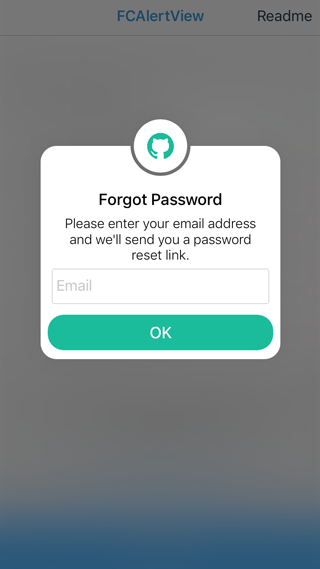 FCAlertView
Readme
Forgot Password
Please enter your email address
and we'll send you a password
reset link.
Email
OK